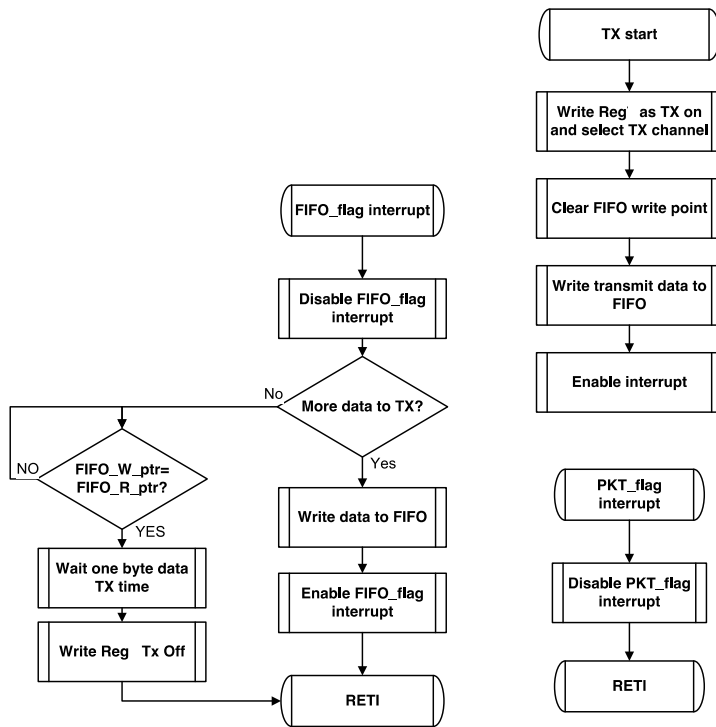 TX start
Write Reg' as TX on
and select TX channel
Clear FIFO write point
Write transmit data to
FIFO
Enable interrupt
FIFO_flag interrupt
Disable FIFO_flag
interrupt
More data to TX?
No
Yes
FIFO_W_ptr=
FIFO_R_ptr?
NO
YES
Wait one byte data
TX time
Write Reg Tx Off
Write data to FIFO
Enable FIFO_flag
interrupt
RETI
PKT_flag
interrupt
Disable PKT_flag
interrupt
RETI